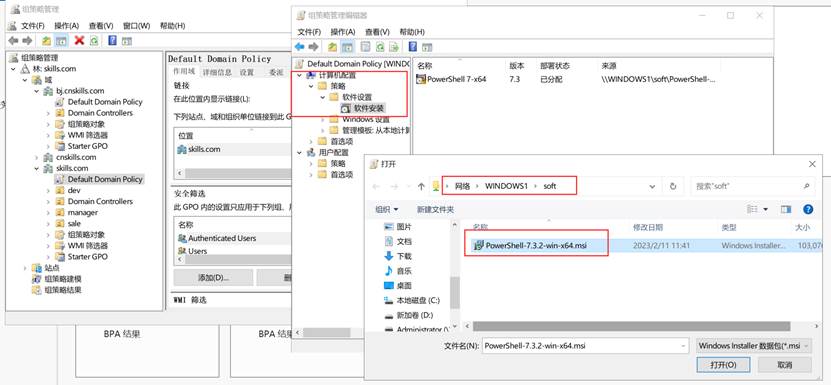 组策略管理
文件(F) 操作(A) 查看(V) 窗口(W) 帮助(H)
组策略管理
林: skills.com
域
bj.cnskills.com
Default Domain Policy
Domain Controllers
组策略对象
WMI 筛选器
Starter GPO
cnskills.com
skills.com
Default Domain Policy
dev
Domain Controllers
manager
sale
组策略对象
WMI 筛选器
Starter GPO
站点
组策略建模
组策略结果
Default Domain Policy
作用域 详细信息 设置 委派
链接
在此位置内显示链接(L):
下列站点、域和组织单位链接到此 G
位置
skills.com
安全筛选
此 GPO 内的设置只应用于下列组、
名称
Authenticated Users
Users
添加(D)...
WMI 筛选
BPA 结果
BPA 结果
组策略管理编辑器
文件(F) 操作(A) 查看(V) 帮助(H)
Default Domain Policy [WINDO
计算机配置
策略
软件设置
软件安装
Windows 设置
管理模板: 从本地计算
首选项
用户配置
策略
首选项
名称 版本 部署状态 来源
PowerShell 7-x64 7.3 已分配 \\WINDOWS1\soft\PowerShell-...
打开
网络 › WINDOWS1 › soft
搜索"soft"
组织 新建文件夹
图片
文档
下载
音乐
桌面
本地磁盘 (C:)
新加卷 (D:)
Administrator (\
名称 修改日期 类型 大小
PowerShell-7.3.2-win-x64.msi 2023/2/11 11:41 Windows Installer... 103,07
文件名(N): PowerShell-7.3.2-win-x64.msi Windows Installer 数据包(*.msi
打开(O) 取消